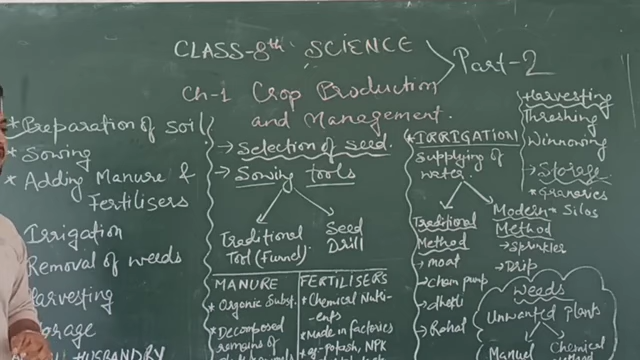 CLASS-8th SCIENCE
Ch-1 Crop Production
and Management.
Part-2
* Preparation of soil
* Sowing
* Adding Manure &
Fertilisers
Irrigation
Removal of weeds
Harvesting
Storage
HUSBANDRY
→ Selection of seed.
→ Sowing tools
Traditional
Tool (Funnel).
Seed
Drill
MANURE
* Organic Subst.
* Decomposed
remains of
FERTILISERS
* Chemical Nutri-
ents
* Made in factories
* eg-potash, NPK
* IRRIGATION
Supplying of
water
Traditional
Method
→ moat
→ chain pump
→ dhekli
→ Rahat
Modern
Method
→ Sprinkler
→ Drip
* Harvesting
Threshing
Winnowing
→ Storage
* Granaries
* Silos
Weeds
Unwanted plants
Manual
Chemical